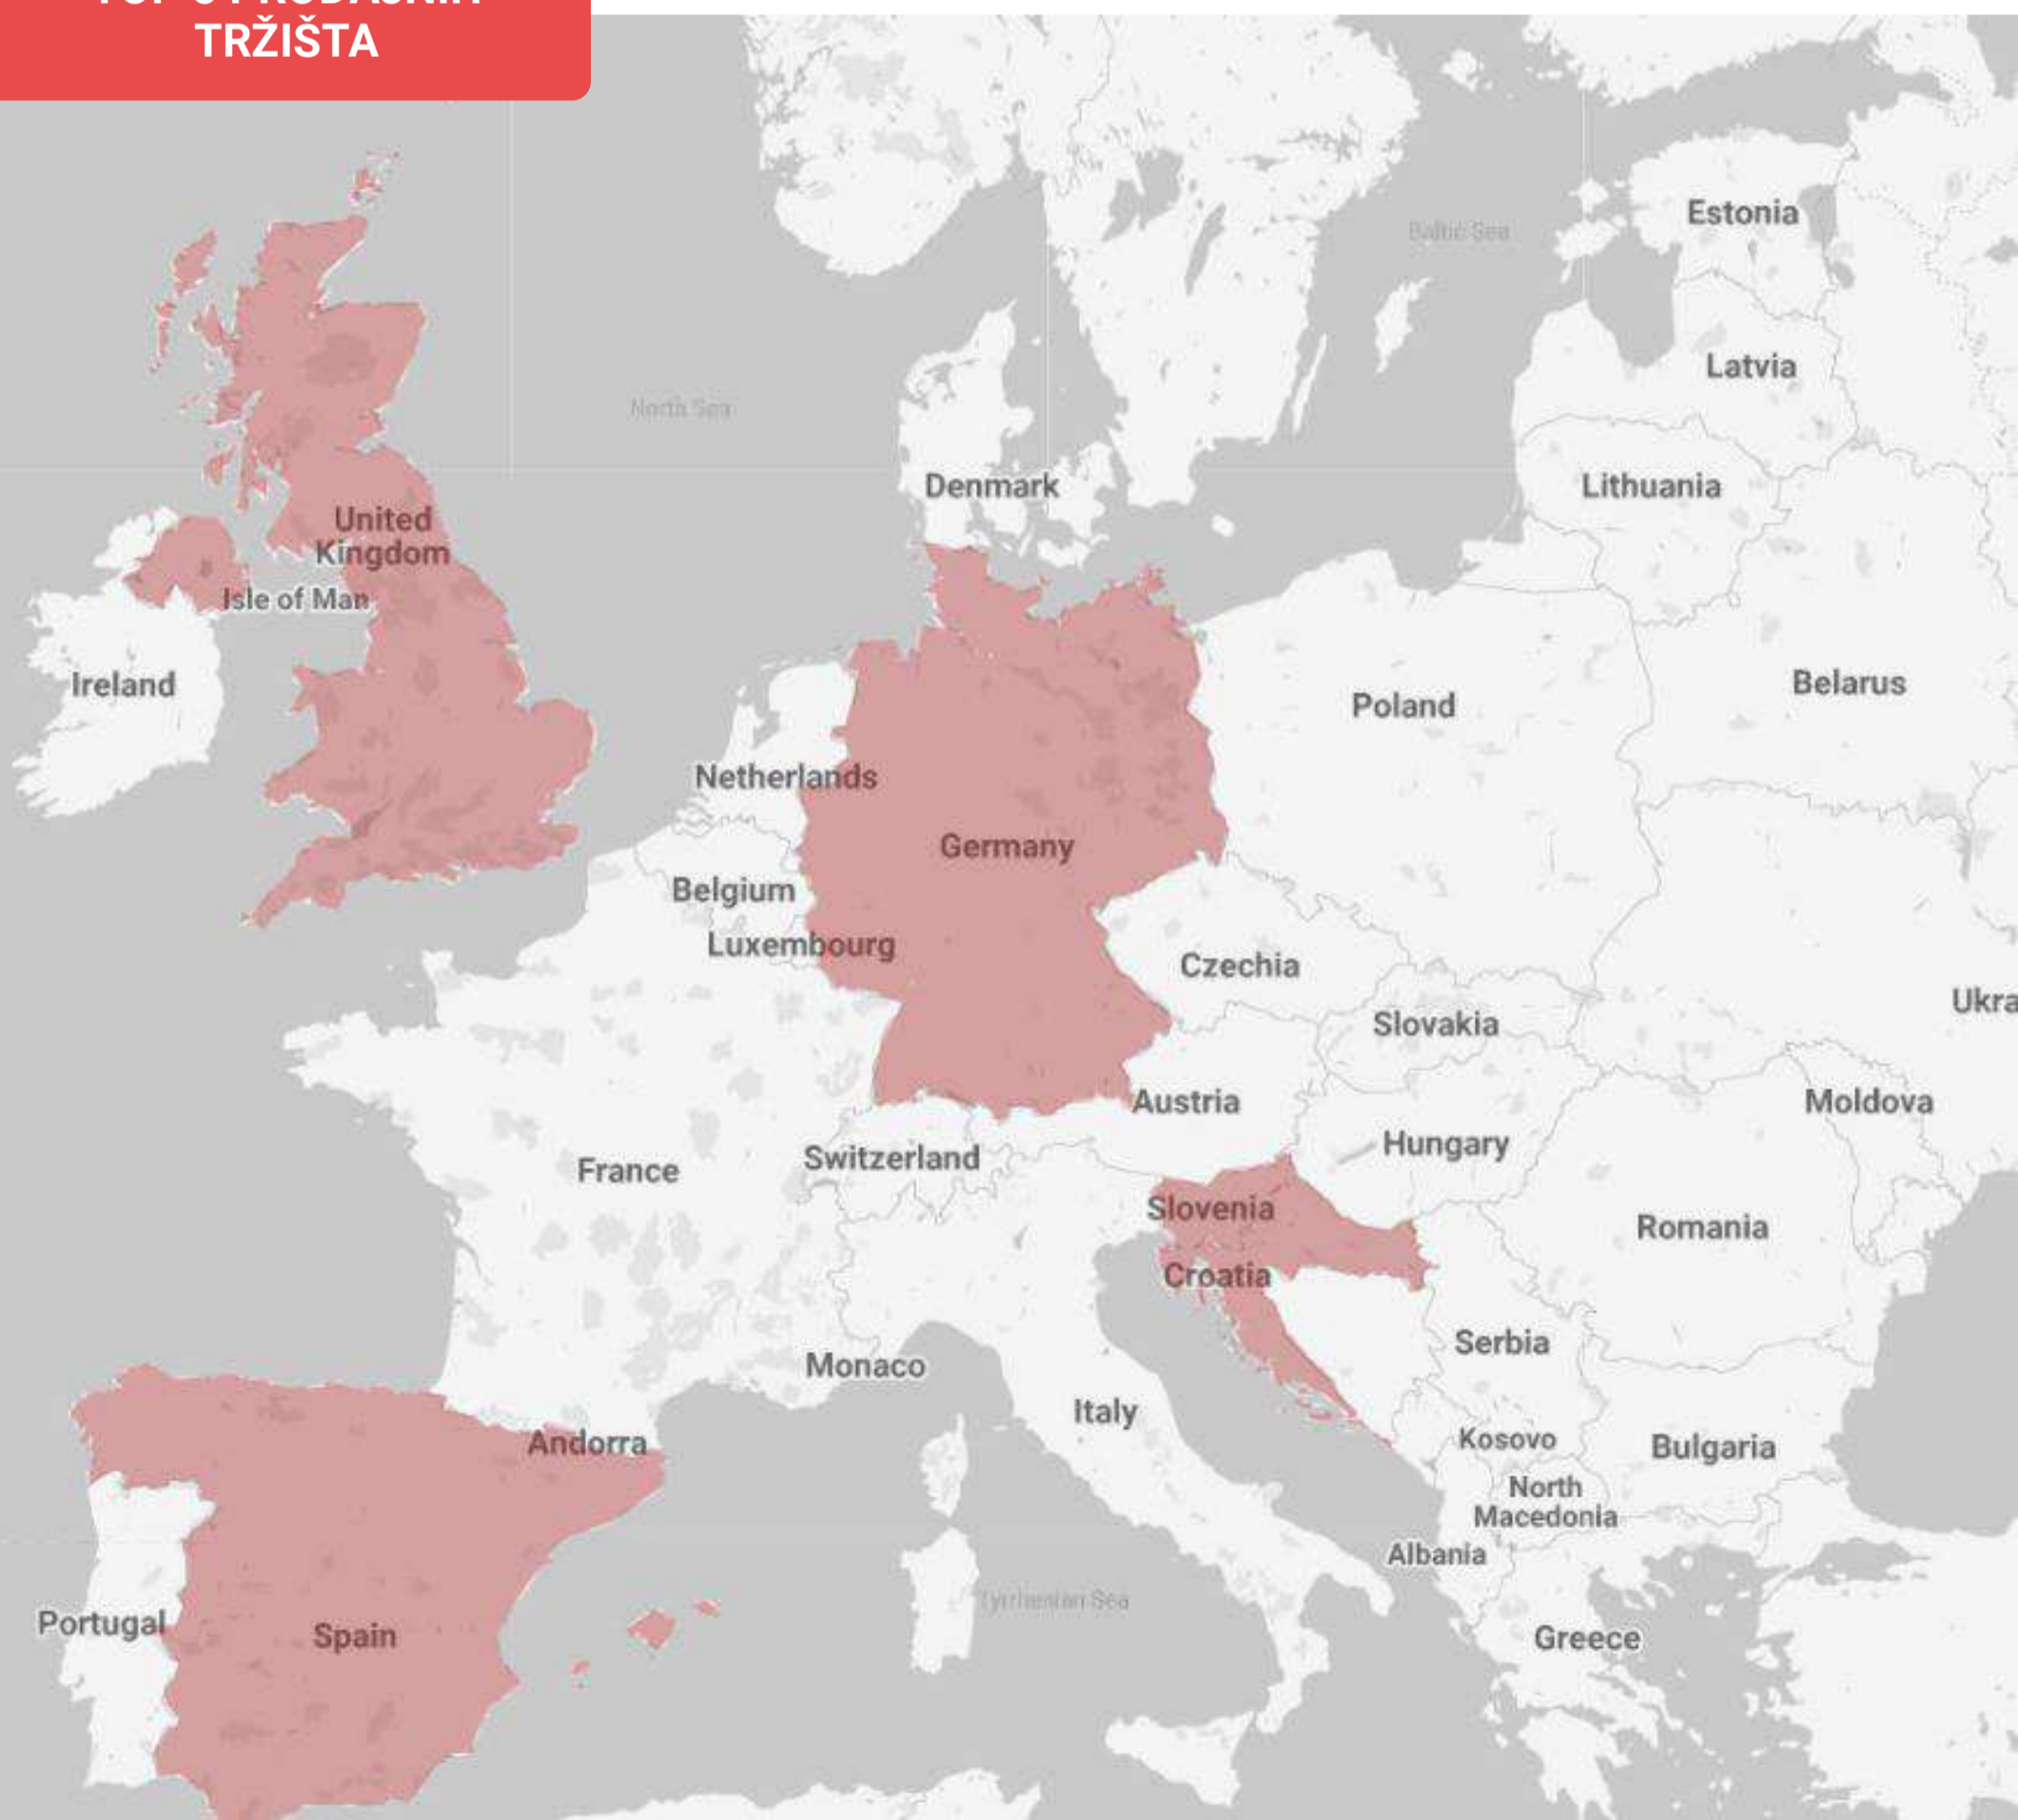 TRŽIŠTA
Estonia
Baltic Sea
Latvia
North Sea
Denmark
Lithuania
United
Kingdom
Isle of Man
Ireland
Belarus
Poland
Netherlands
Germany
Belgium
Luxembourg
Czechia
Ukra
Slovakia
Austria
Moldova
Hungary
France
Switzerland
Slovenia
Romania
Croatia
Serbia
Monaco
Italy
Andorra
Kosovo
Bulgaria
North
Macedonia
Albania
Tyrrhenian Sea
Portugal
Spain
Greece